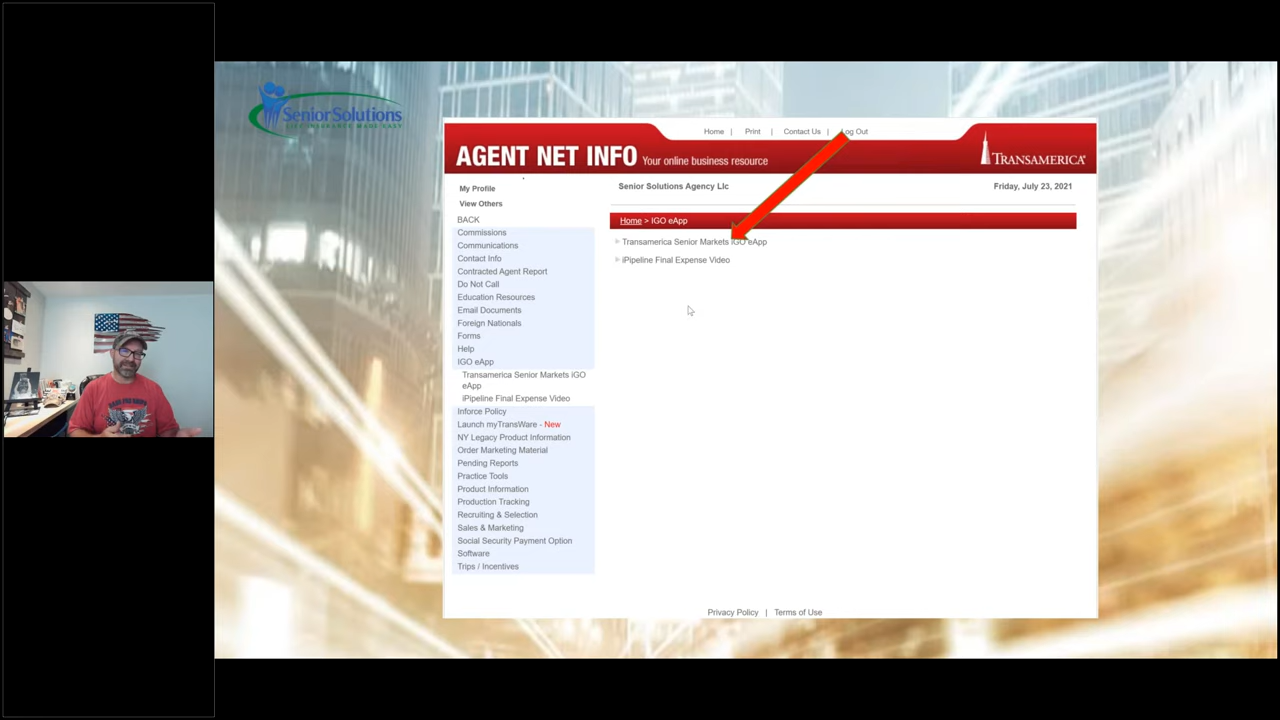 SeniorSolutions
LIFE INSURANCE MADE EASY
Home | Print | Contact Us | Log Out
AGENT NET INFO Your online business resource
TRANSAMERICA®
My Profile
View Others
BACK
Commissions
Communications
Contact Info
Contracted Agent Report
Do Not Call
Education Resources
Email Documents
Foreign Nationals
Forms
Help
IGO eApp
Transamerica Senior Markets iGO
eApp
iPipeline Final Expense Video
Inforce Policy
Launch myTransWare - New
NY Legacy Product Information
Order Marketing Material
Pending Reports
Practice Tools
Product Information
Production Tracking
Recruiting & Selection
Sales & Marketing
Social Security Payment Option
Software
Trips / Incentives
Senior Solutions Agency Llc
Friday, July 23, 2021
Home > IGO eApp
Transamerica Senior Markets iGO eApp
iPipeline Final Expense Video
Privacy Policy | Terms of Use